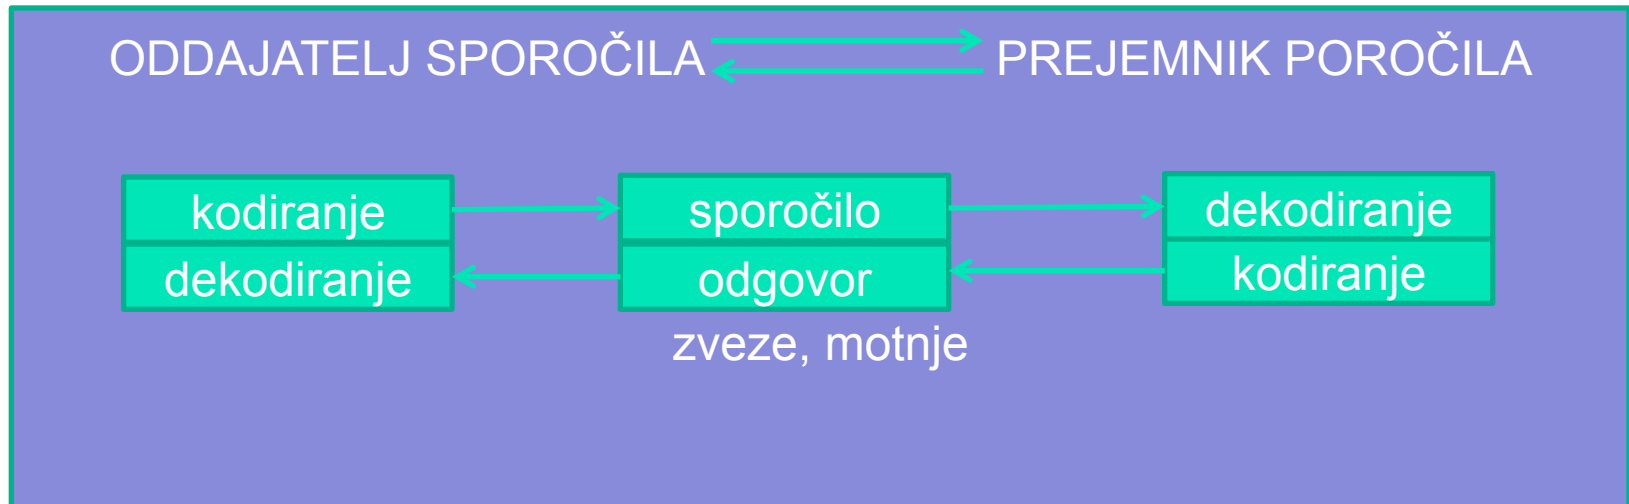 ODDAJATELJ SPOROČILA PREJEMNIK POROČILA
kodiranje sporočilo dekodiranje
dekodiranje odgovor kodiranje
zveze, motnje